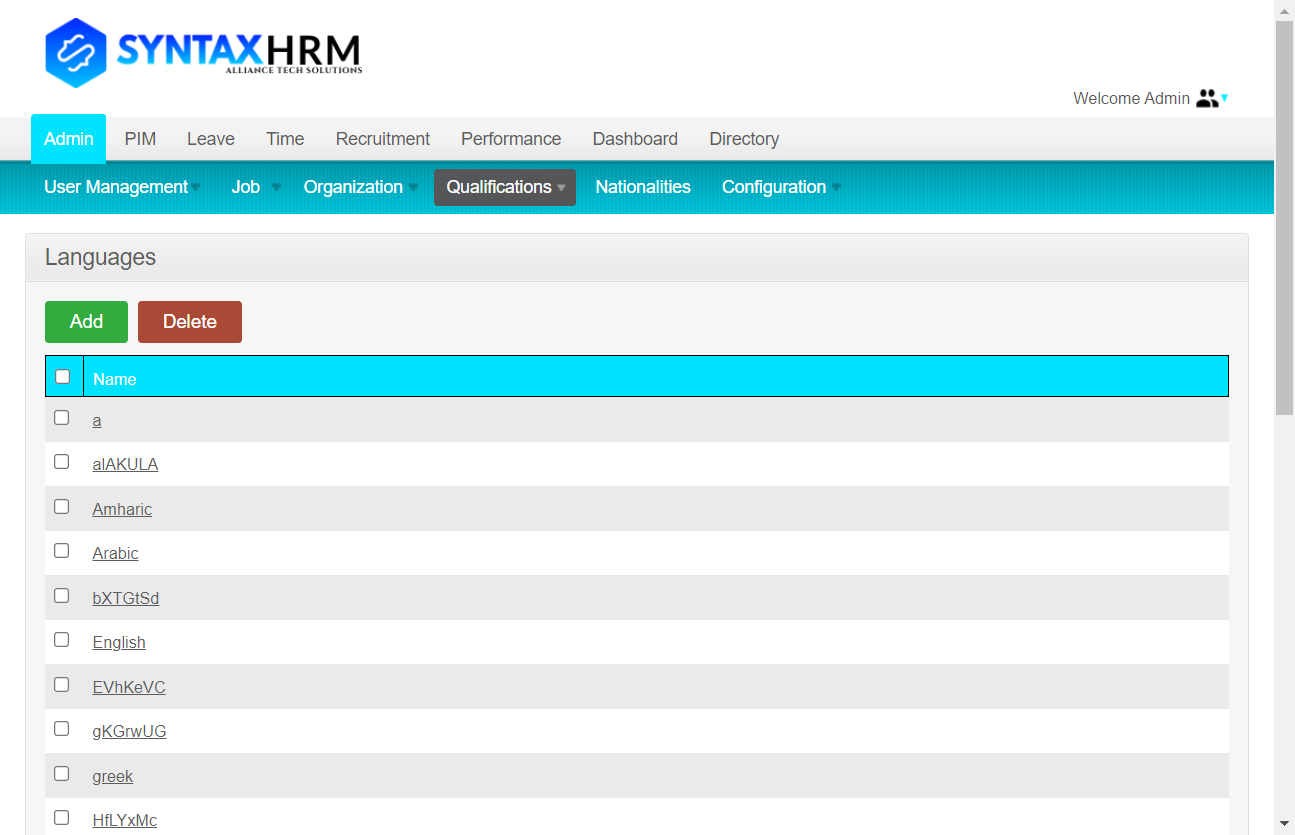 SYNTAXHRM
ALLIANCE TECH SOLUTIONS
Welcome Admin
Admin PIM Leave Time Recruitment Performance Dashboard Directory
User Management Job Organization Qualifications Nationalities Configuration
Languages
Add Delete
Name
a
alAKULA
Amharic
Arabic
bXTGtSd
English
EVhKeVC
gKGrwUG
greek
HfLYxMc